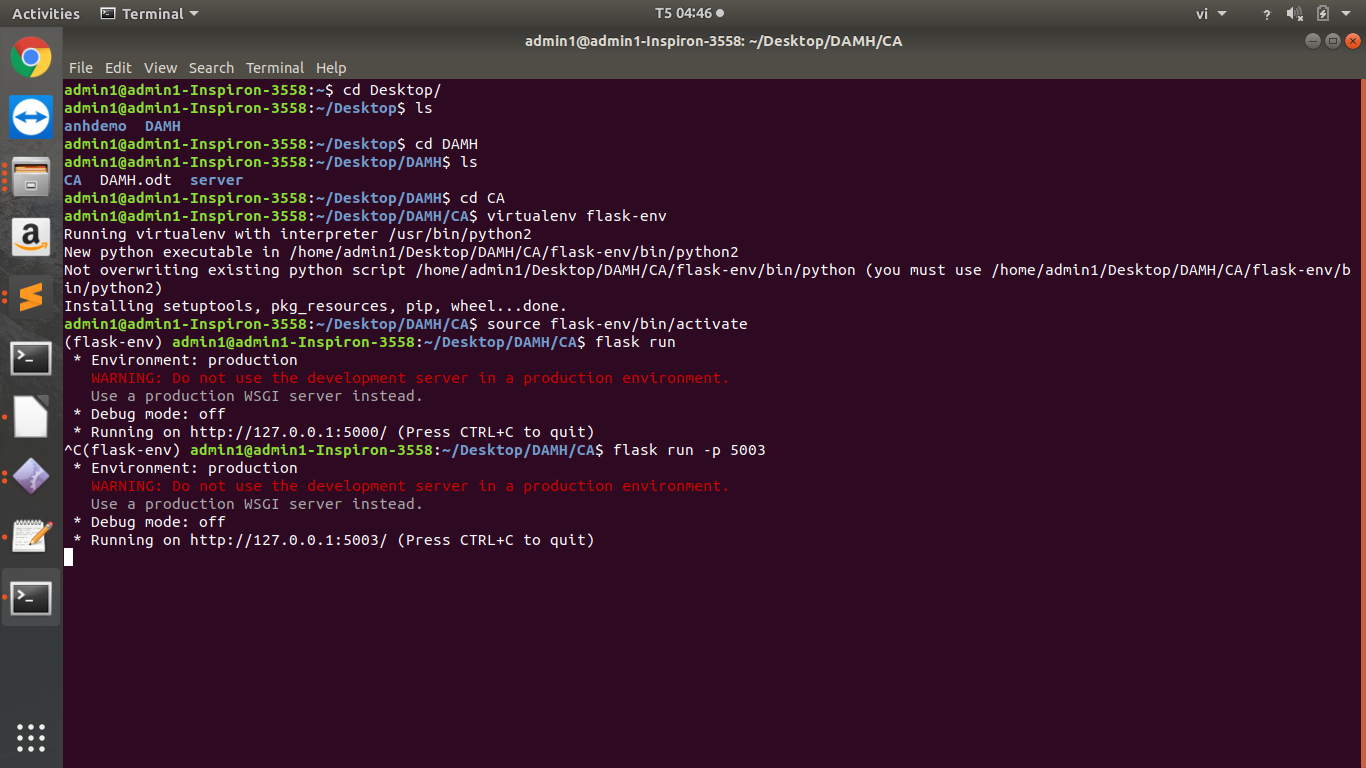 Activities Terminal T5 04:46 vi ?
admin1@admin1-Inspiron-3558: ~/Desktop/DAMH/CA
File Edit View Search Terminal Help
admin1@admin1-Inspiron-3558:~$ cd Desktop/
admin1@admin1-Inspiron-3558:~/Desktop$ ls
anhdemo  DAMH
admin1@admin1-Inspiron-3558:~/Desktop$ cd DAMH
admin1@admin1-Inspiron-3558:~/Desktop/DAMH$ ls
CA  DAMH.odt  server
admin1@admin1-Inspiron-3558:~/Desktop/DAMH$ cd CA
admin1@admin1-Inspiron-3558:~/Desktop/DAMH/CA$ virtualenv flask-env
Running virtualenv with interpreter /usr/bin/python2
New python executable in /home/admin1/Desktop/DAMH/CA/flask-env/bin/python2
Not overwriting existing python script /home/admin1/Desktop/DAMH/CA/flask-env/bin/python (you must use /home/admin1/Desktop/DAMH/CA/flask-env/b
in/python2)
Installing setuptools, pkg_resources, pip, wheel...done.
admin1@admin1-Inspiron-3558:~/Desktop/DAMH/CA$ source flask-env/bin/activate
(flask-env) admin1@admin1-Inspiron-3558:~/Desktop/DAMH/CA$ flask run
 * Environment: production
   WARNING: Do not use the development server in a production environment.
   Use a production WSGI server instead.
 * Debug mode: off
 * Running on http://127.0.0.1:5000/ (Press CTRL+C to quit)
^C(flask-env) admin1@admin1-Inspiron-3558:~/Desktop/DAMH/CA$ flask run -p 5003
 * Environment: production
   WARNING: Do not use the development server in a production environment.
   Use a production WSGI server instead.
 * Debug mode: off
 * Running on http://127.0.0.1:5003/ (Press CTRL+C to quit)